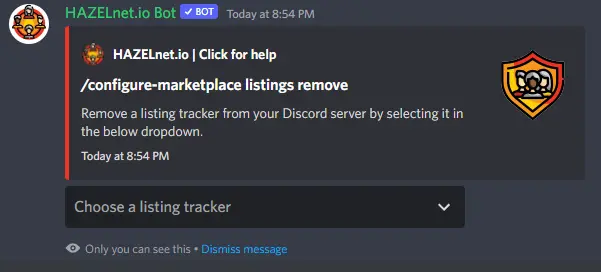 HAZELnet.io Bot ✓ BOT Today at 8:54 PM
HAZELnet.io | Click for help
/configure-marketplace listings remove
Remove a listing tracker from your Discord server by selecting it in
the below dropdown.
Today at 8:54 PM
Choose a listing tracker
Only you can see this • Dismiss message